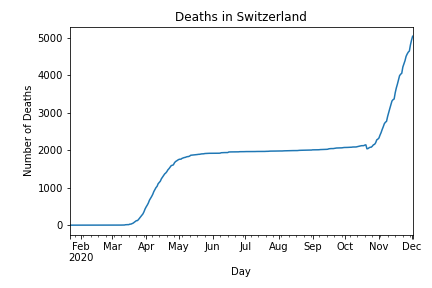 Deaths in Switzerland
Number of Deaths
5000
4000
3000
2000
1000
0
Feb Mar Apr May Jun Jul Aug Sep Oct Nov Dec
2020
Day